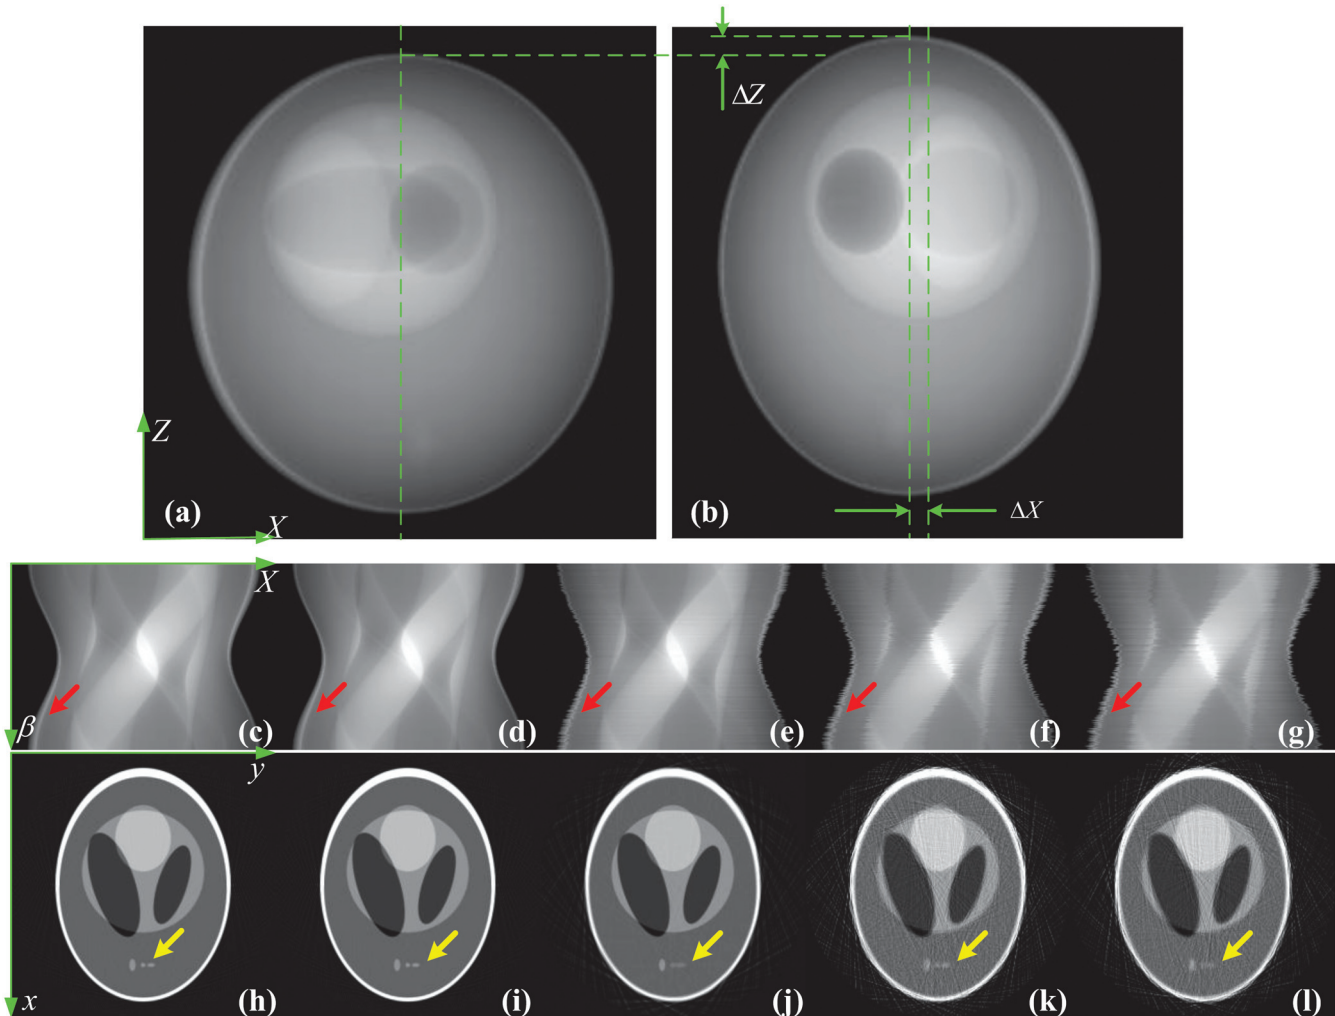 ΔZ
Z
(a)
X
(b)
ΔX
X
β
(c)
(d)
(e)
(f)
(g)
y
x
(h)
(i)
(j)
(k)
(l)